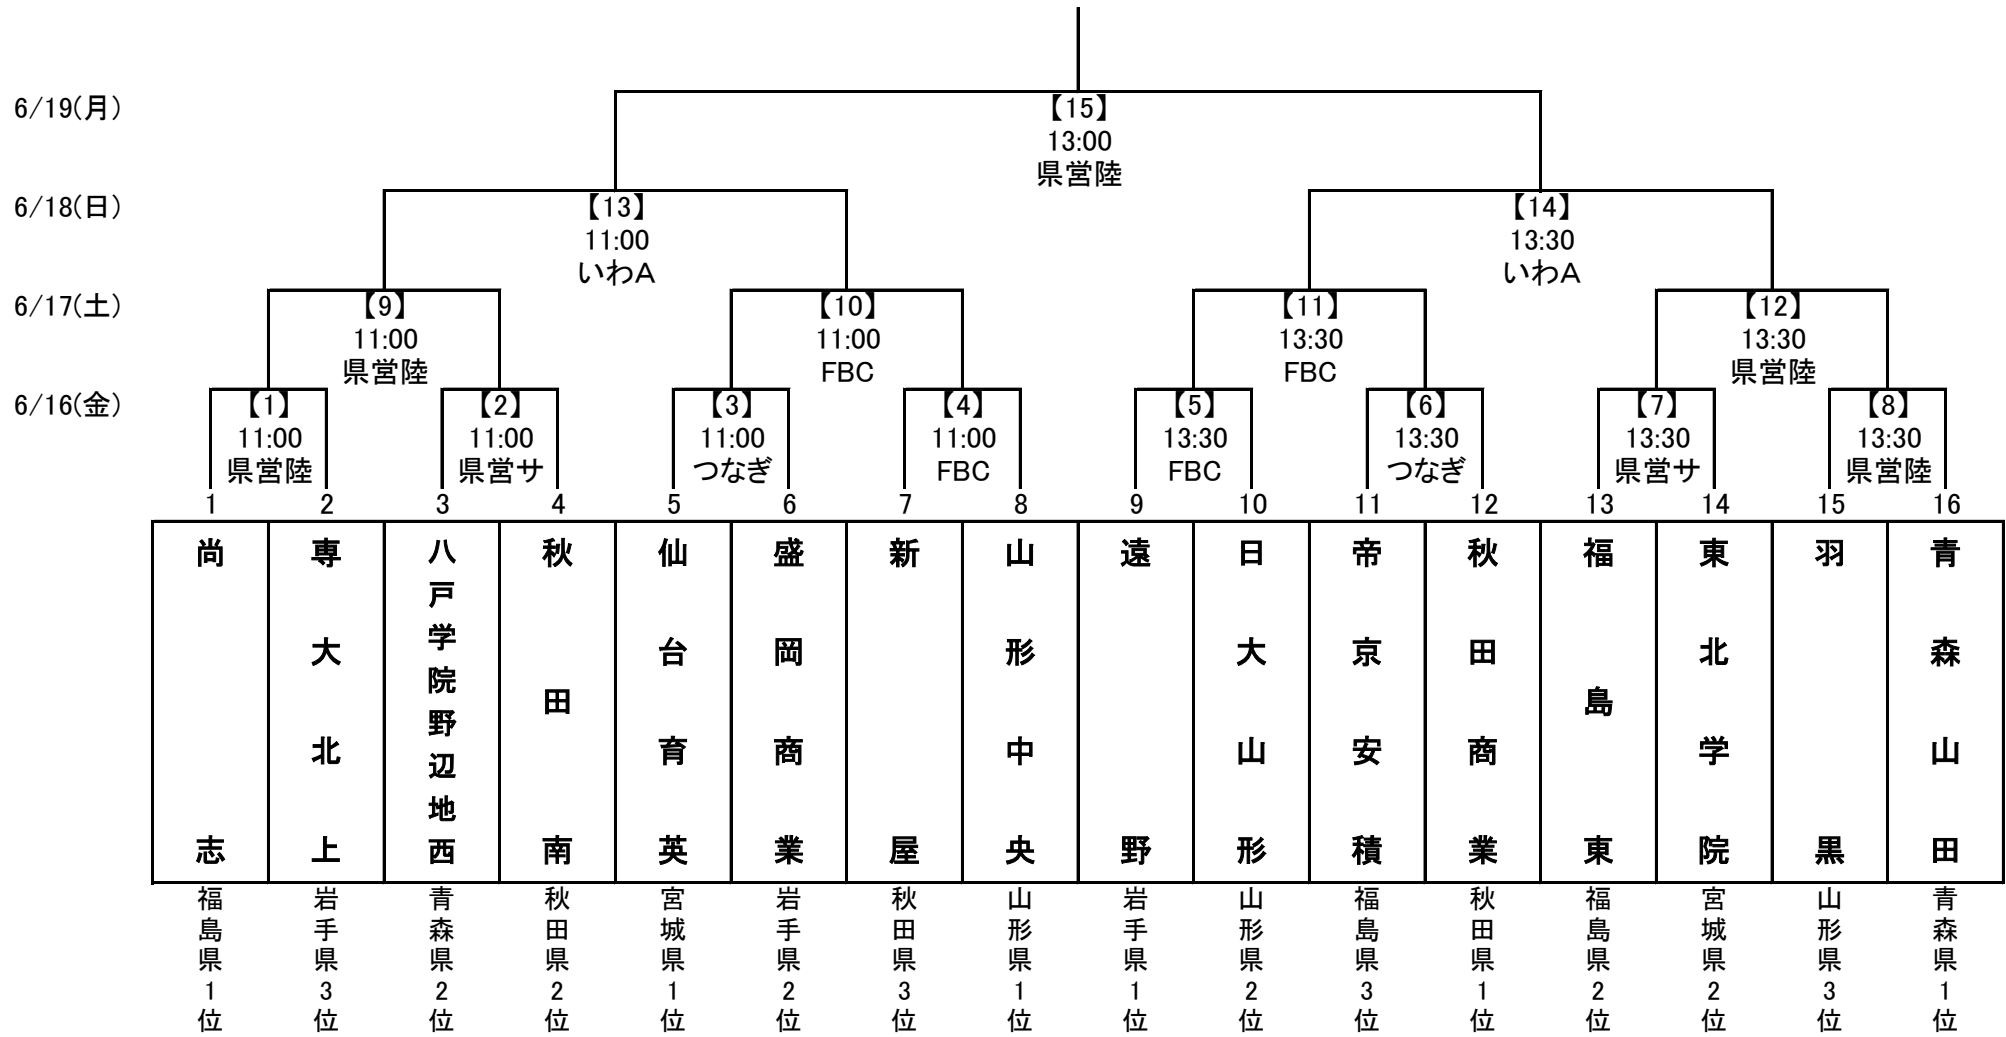 6/19(月)
【15】
13:00
県営陸
6/18(日)
【13】
11:00
いわA
【14】
13:30
いわA
6/17(土)
【9】
11:00
県営陸
【10】
11:00
FBC
【11】
13:30
FBC
【12】
13:30
県営陸
6/16(金)
【1】
11:00
県営陸
【2】
11:00
県営サ
【3】
11:00
つなぎ
【4】
11:00
FBC
【5】
13:30
FBC
【6】
13:30
つなぎ
【7】
13:30
県営サ
【8】
13:30
県営陸
1
2
3
4
5
6
7
8
9
10
11
12
13
14
15
16
尚志
専大北上
八戸学院野辺地西
秋田南
仙台育英
盛岡商業
新屋
山形中央
遠野
日大山形
帝京安積
秋田商業
福島東
東北学院
羽黒
青森山田
福島県1位
岩手県3位
青森県2位
秋田県2位
宮城県1位
岩手県2位
秋田県3位
山形県1位
岩手県1位
山形県2位
福島県3位
秋田県1位
福島県2位
宮城県2位
山形県3位
青森県1位